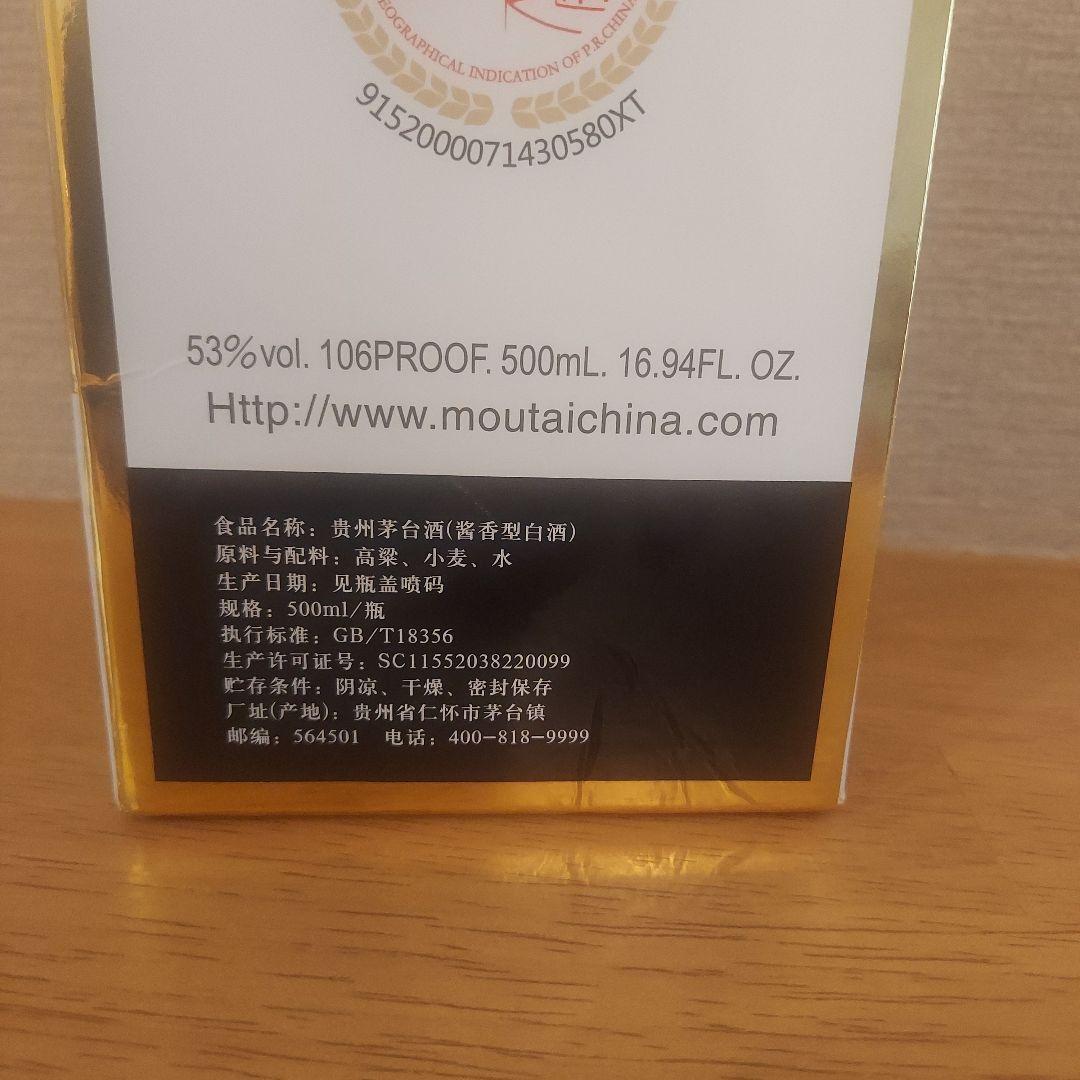 GEOGRAPHICAL INDICATION OF P.R.CHINA
9152000071430580XT
53%vol. 106PROOF. 500mL. 16.94FL. OZ.
Http://www.moutaichina.com
食品名称：贵州茅台酒(酱香型白酒)
原料与配料：高粱、小麦、水
生产日期：见瓶盖喷码
规格：500ml/瓶
执行标准：GB/T18356
生产许可证号：SC11552038220099
贮存条件：阴凉、干燥、密封保存
厂址(产地)：贵州省仁怀市茅台镇
邮编：564501 电话：400-818-9999